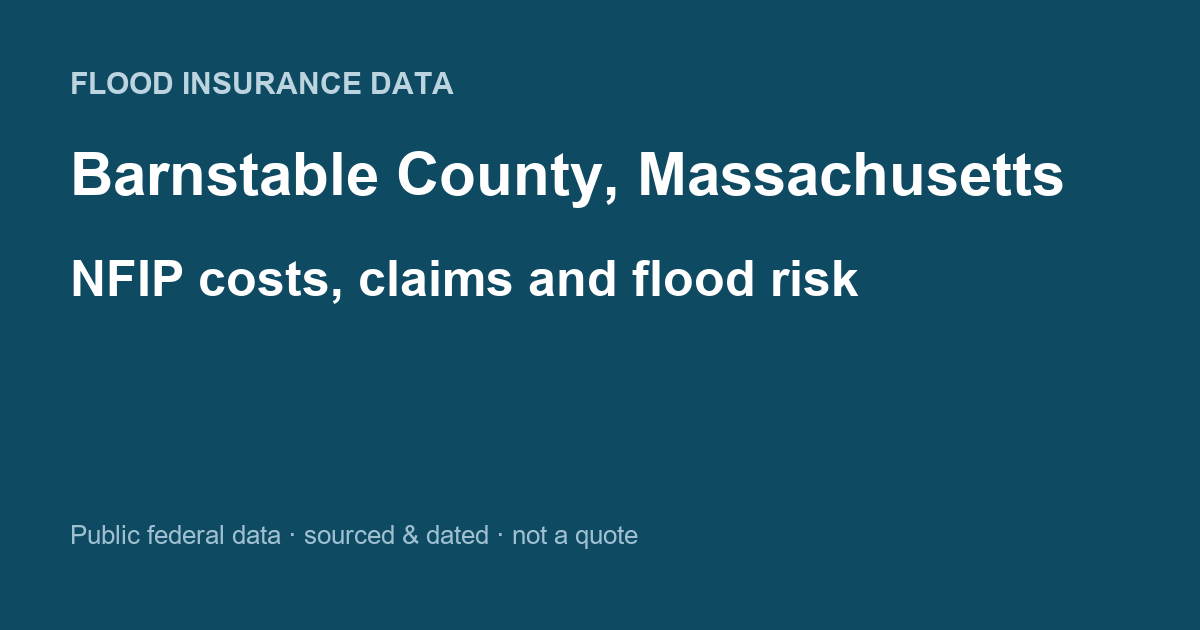 FLOOD INSURANCE DATA
Barnstable County, Massachusetts
NFIP costs, claims and flood risk
Public federal data · sourced & dated · not a quote